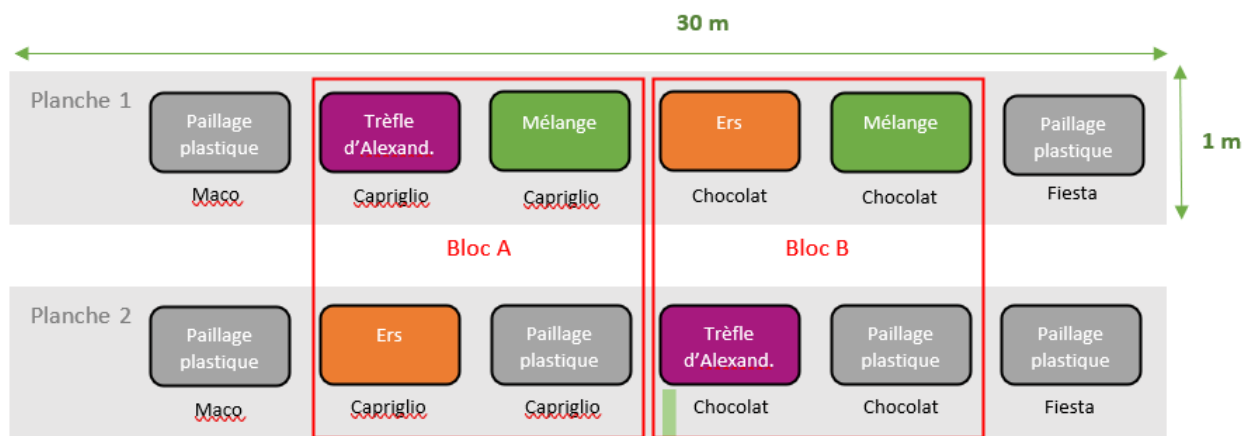 30 m
Planche 1
Paillage
plastique
Trèfle
d'Alexand.
Mélange
Ers
Mélange
Paillage
plastique
1 m
Maco
Capriglio
Capriglio
Chocolat
Chocolat
Fiesta
Bloc A
Bloc B
Planche 2
Paillage
plastique
Ers
Paillage
plastique
Trèfle
d'Alexand.
Paillage
plastique
Paillage
plastique
Maco
Capriglio
Capriglio
Chocolat
Chocolat
Fiesta